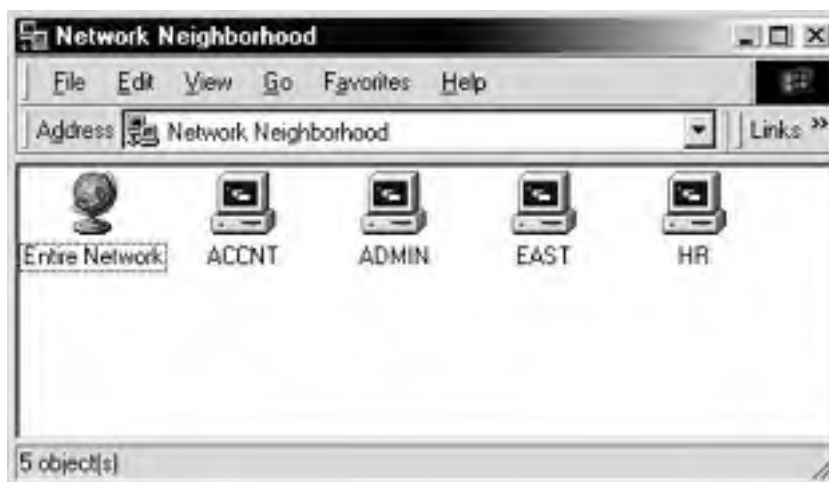 Network Neighborhood
File Edit View Go Favorites Help
Address Network Neighborhood Links »
Entire Network ACCNT ADMIN EAST HR
5 object(s)